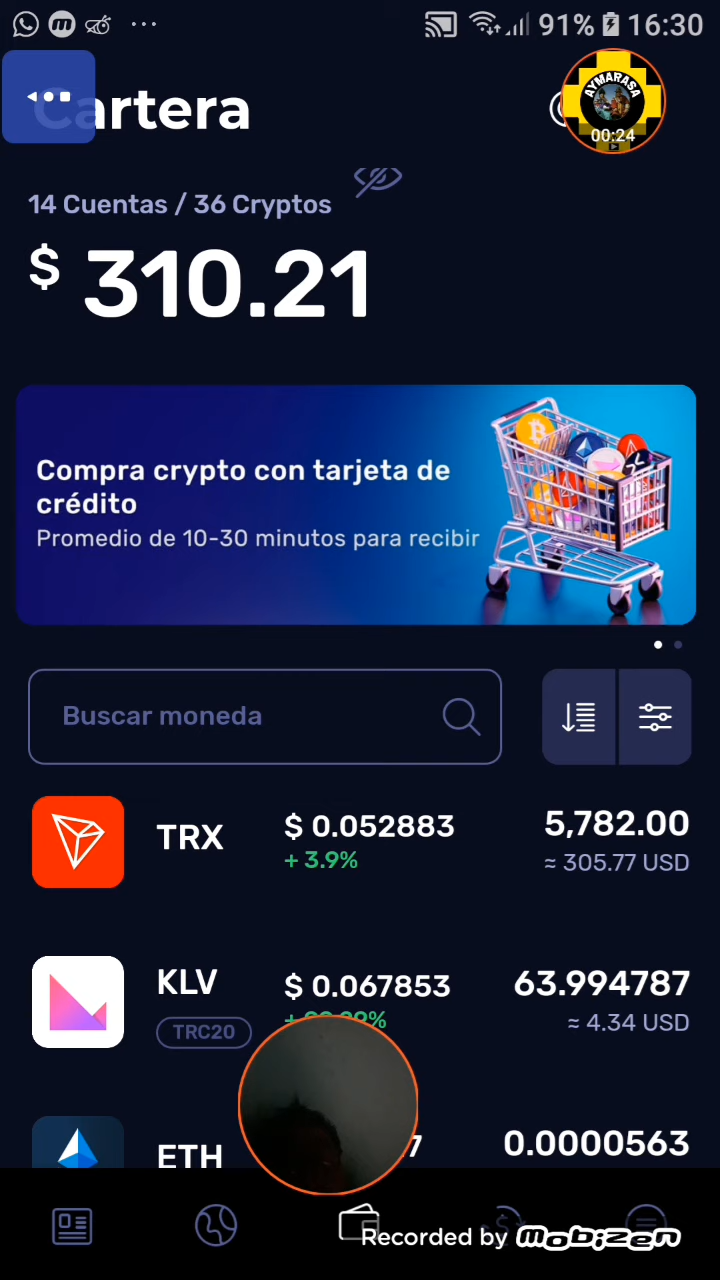 91% 16:30
Cartera
AYMARASA
00:24
14 Cuentas / 36 Cryptos
$ 310.21
Compra crypto con tarjeta de
crédito
Promedio de 10-30 minutos para recibir
Buscar moneda
TRX $ 0.052883 5,782.00
+ 3.9% ≈ 305.77 USD
KLV $ 0.067853 63.994787
TRC20 ≈ 4.34 USD
ETH 7 0.0000563
Recorded by mobizen